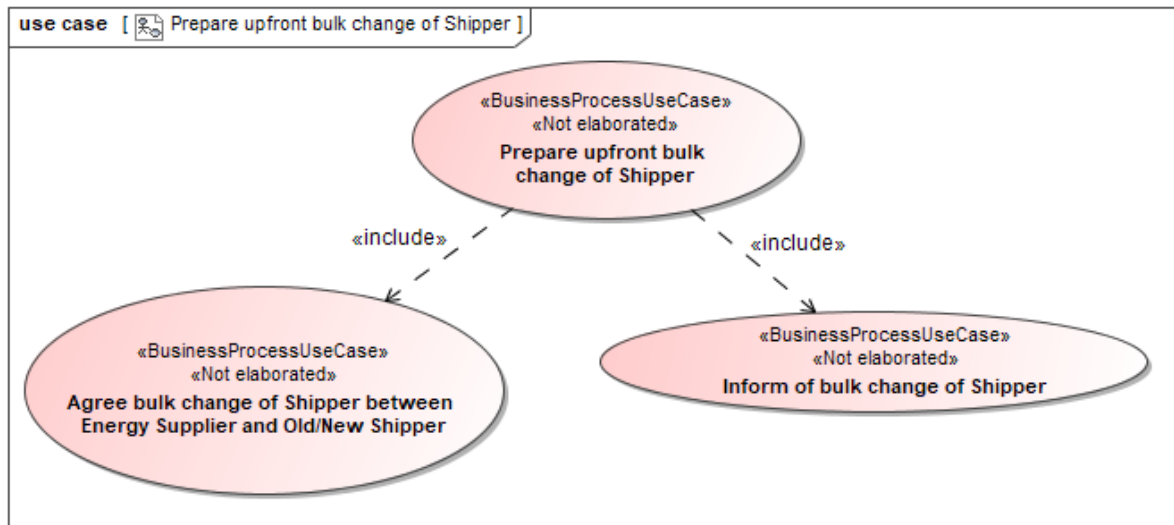 use case [ Prepare upfront bulk change of Shipper ]
«BusinessProcessUseCase»
«Not elaborated»
Prepare upfront bulk
change of Shipper
«include»
«include»
«BusinessProcessUseCase»
«Not elaborated»
Agree bulk change of Shipper between
Energy Supplier and Old/New Shipper
«BusinessProcessUseCase»
«Not elaborated»
Inform of bulk change of Shipper